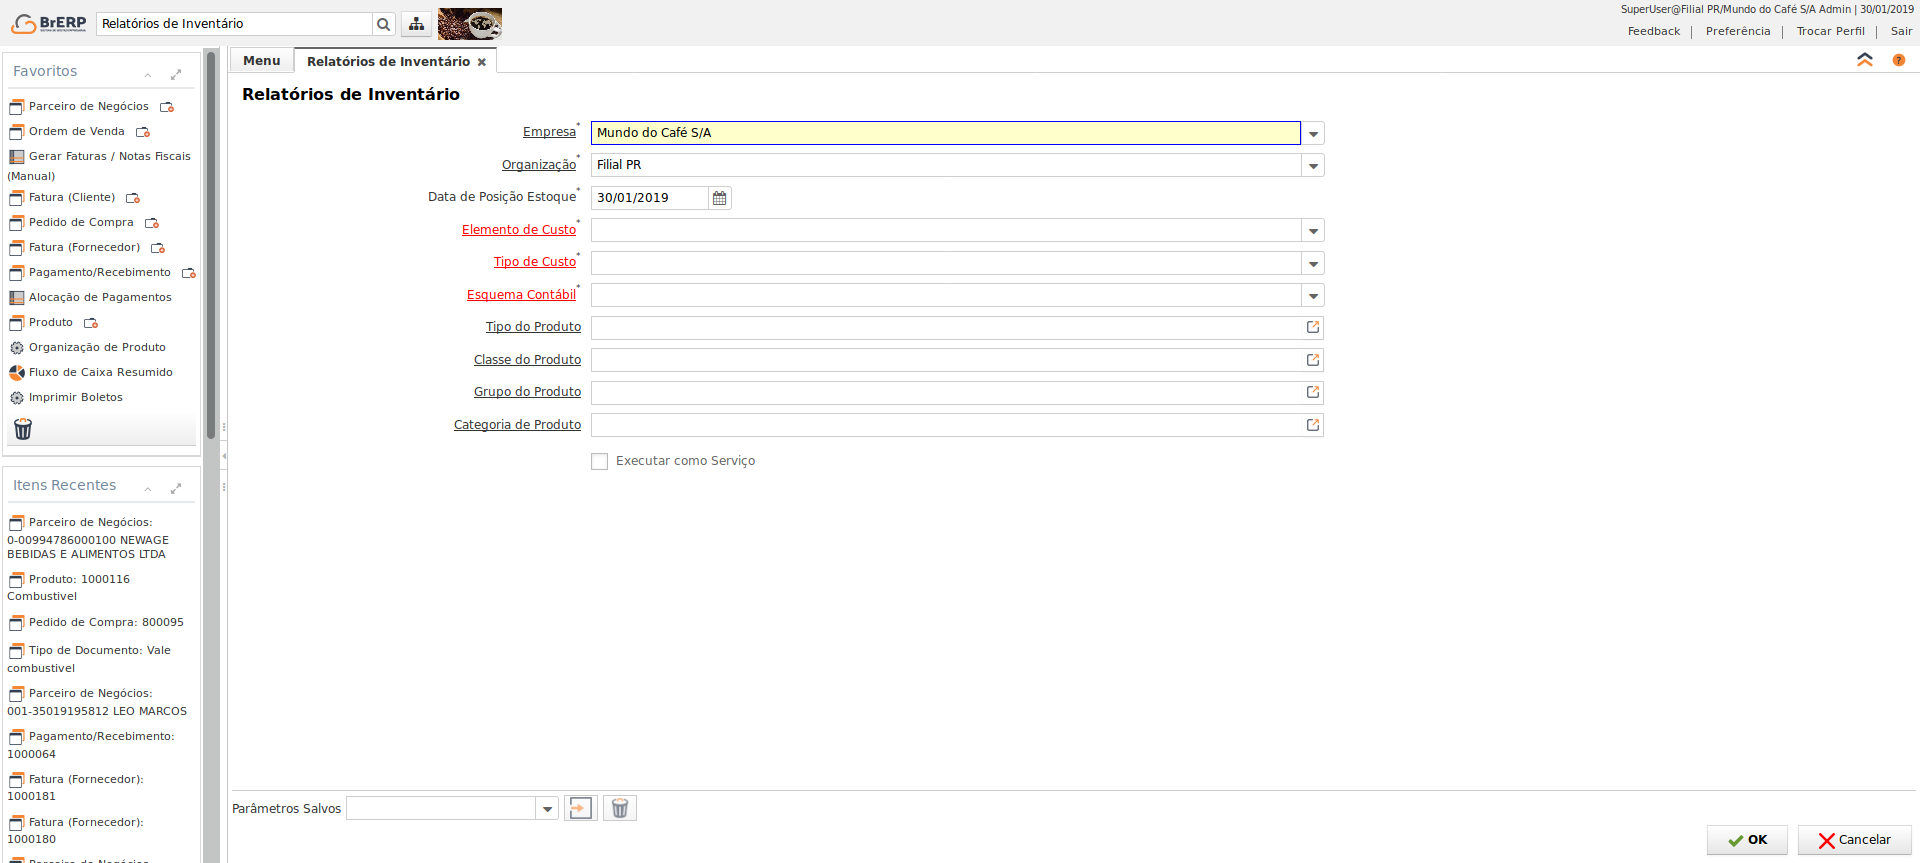 BrERP
Relatórios de Inventário
SuperUser@Filial PR/Mundo do Café S/A Admin | 30/01/2019
Feedback | Preferência | Trocar Perfil | Sair
Favoritos
Parceiro de Negócios
Ordem de Venda
Gerar Faturas / Notas Fiscais
(Manual)
Fatura (Cliente)
Pedido de Compra
Fatura (Fornecedor)
Pagamento/Recebimento
Alocação de Pagamentos
Produto
Organização de Produto
Fluxo de Caixa Resumido
Imprimir Boletos
Itens Recentes
Parceiro de Negócios:
0-00994786000100 NEWAGE
BEBIDAS E ALIMENTOS LTDA
Produto: 1000116
Combustivel
Pedido de Compra: 800095
Tipo de Documento: Vale
combustivel
Parceiro de Negócios:
001-35019195812 LEO MARCOS
Pagamento/Recebimento:
1000064
Fatura (Fornecedor):
1000181
Fatura (Fornecedor):
1000180
Parceiro de Negócios
Menu
Relatórios de Inventário
?
Relatórios de Inventário
Empresa* Mundo do Café S/A
Organização* Filial PR
Data de Posição Estoque* 30/01/2019
Elemento de Custo*
Tipo de Custo*
Esquema Contábil*
Tipo do Produto
Classe do Produto
Grupo do Produto
Categoria de Produto
Executar como Serviço
Parâmetros Salvos
OK
Cancelar